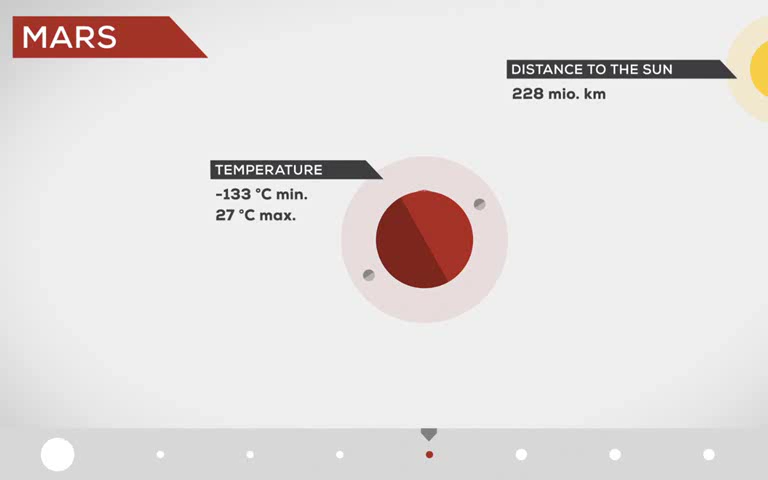 MARS
DISTANCE TO THE SUN
228 mio. km
TEMPERATURE
-133 °C min.
27 °C max.